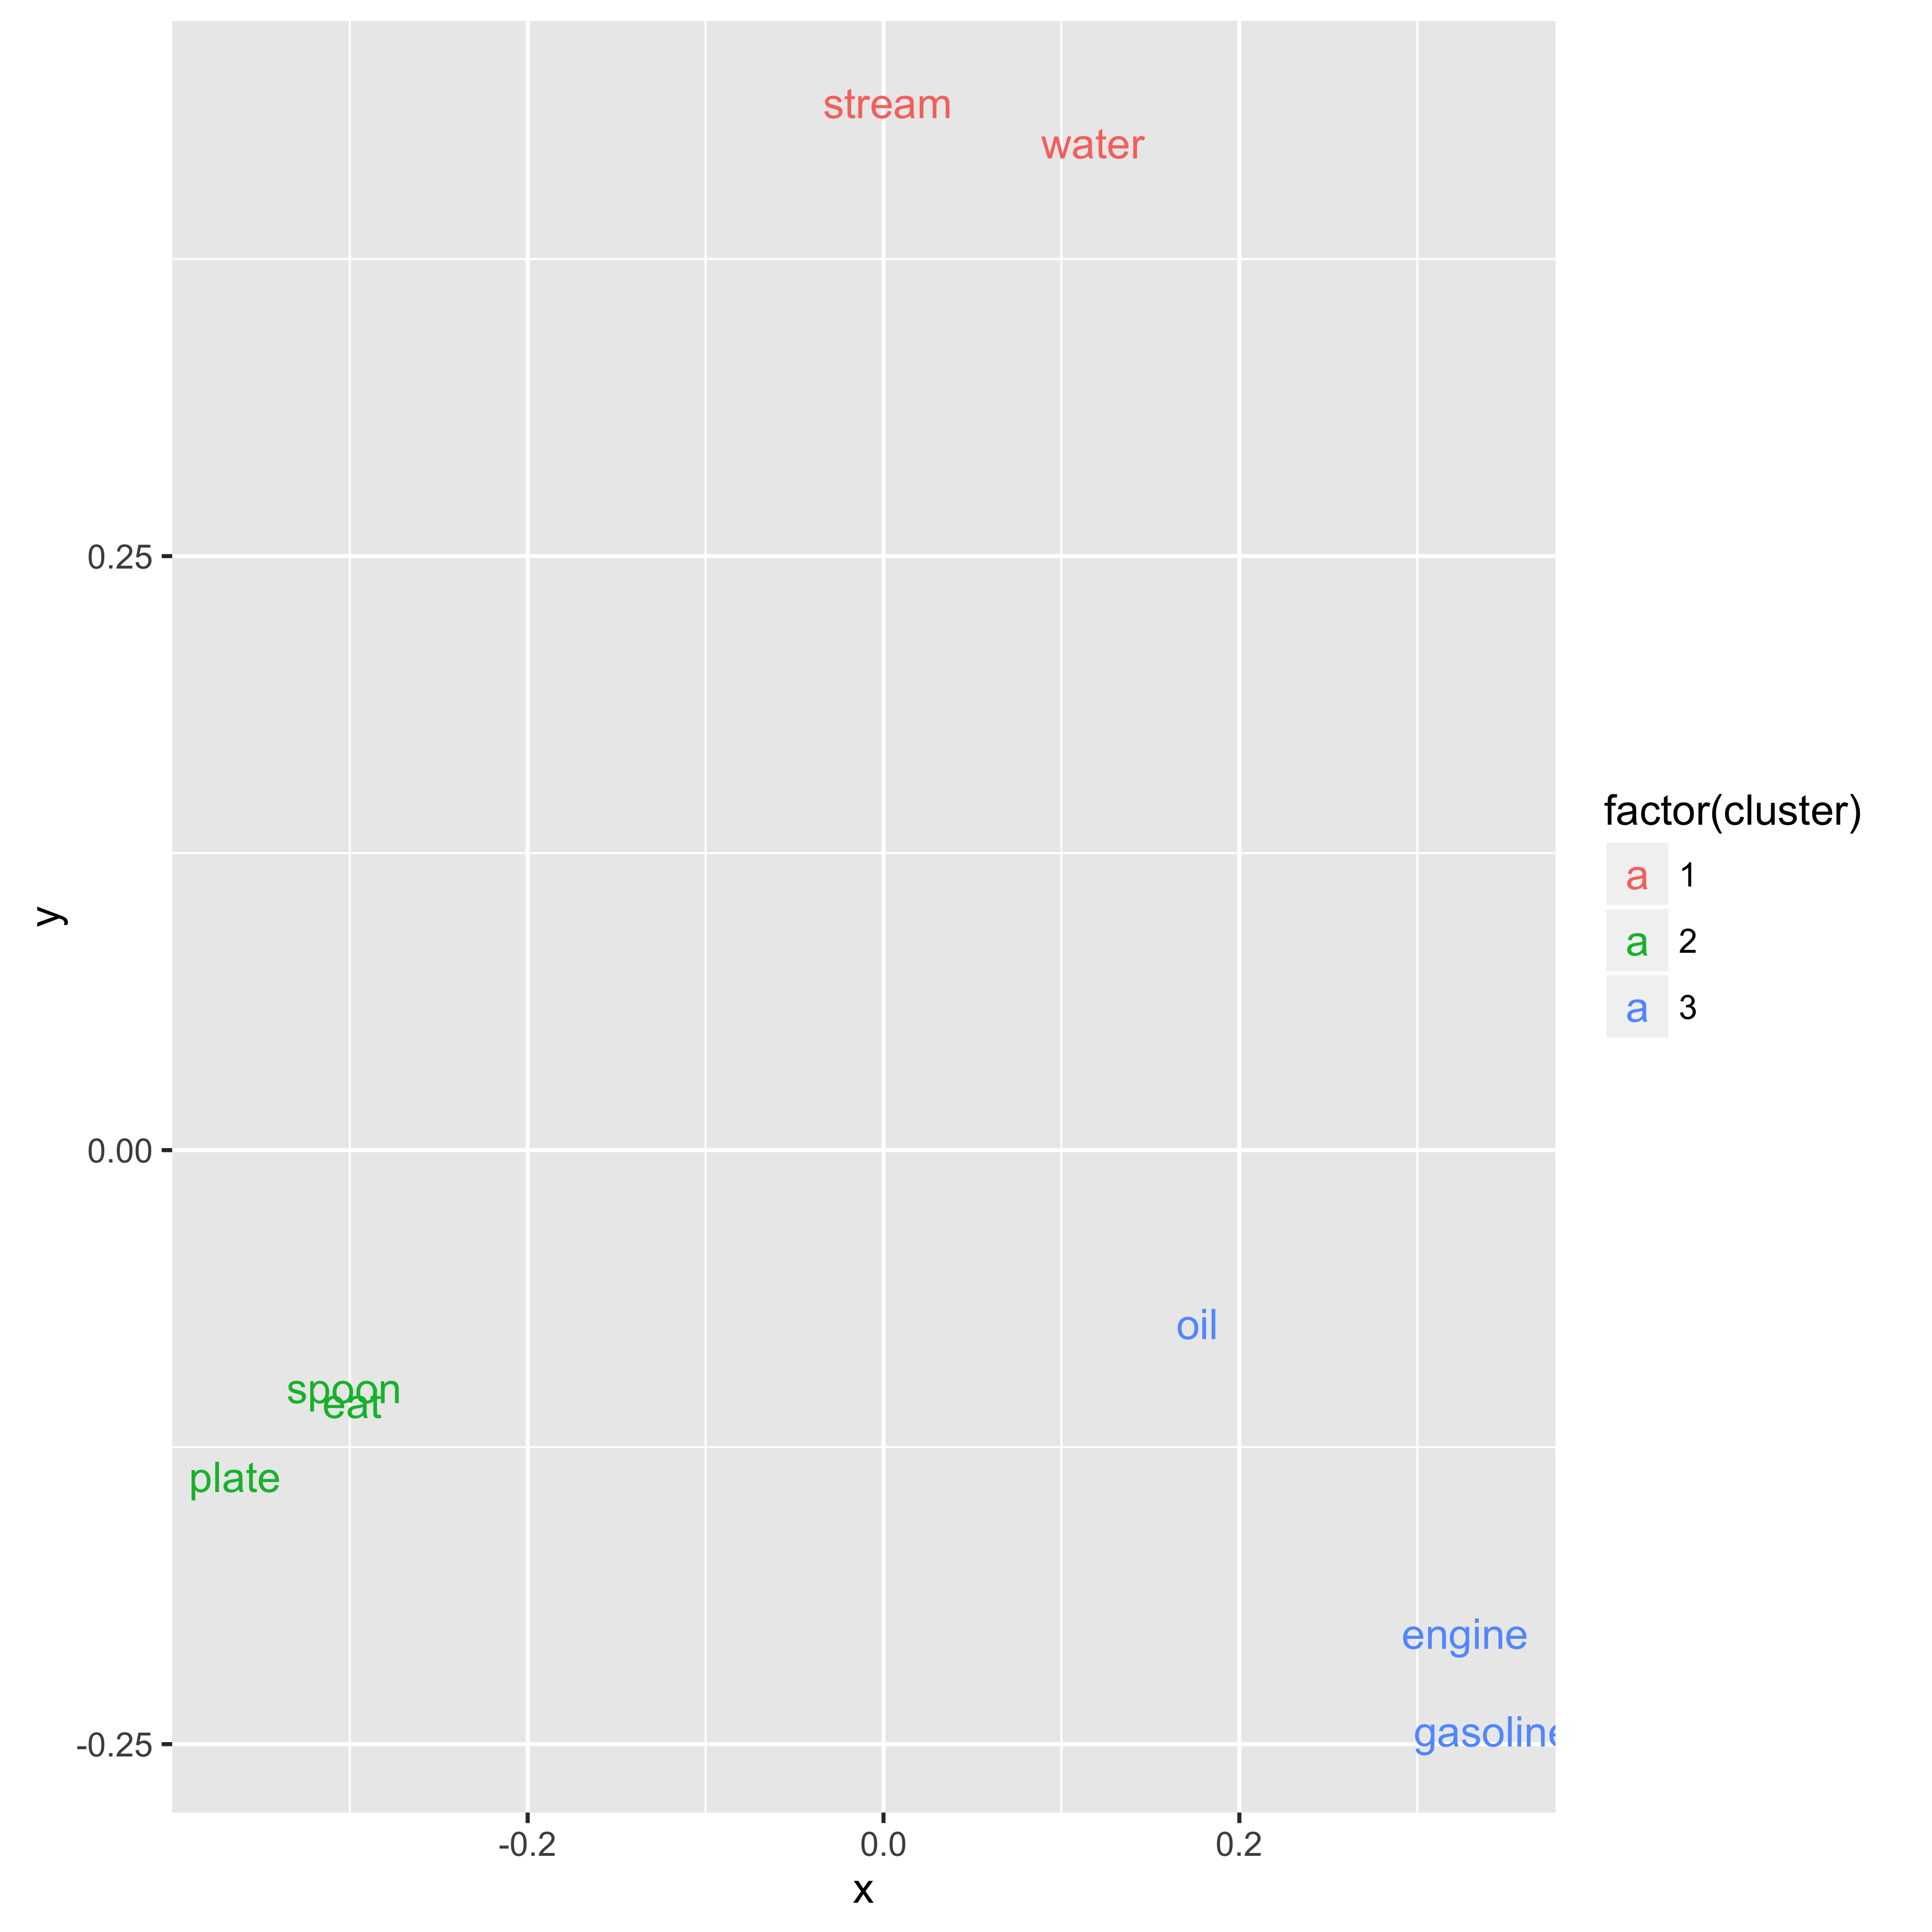 stream
water
0.25
factor(cluster)
a 1
a 2
a 3
y
0.00
oil
spoon
eat
plate
engine
gasoline
-0.25
-0.2 0.0 0.2
x